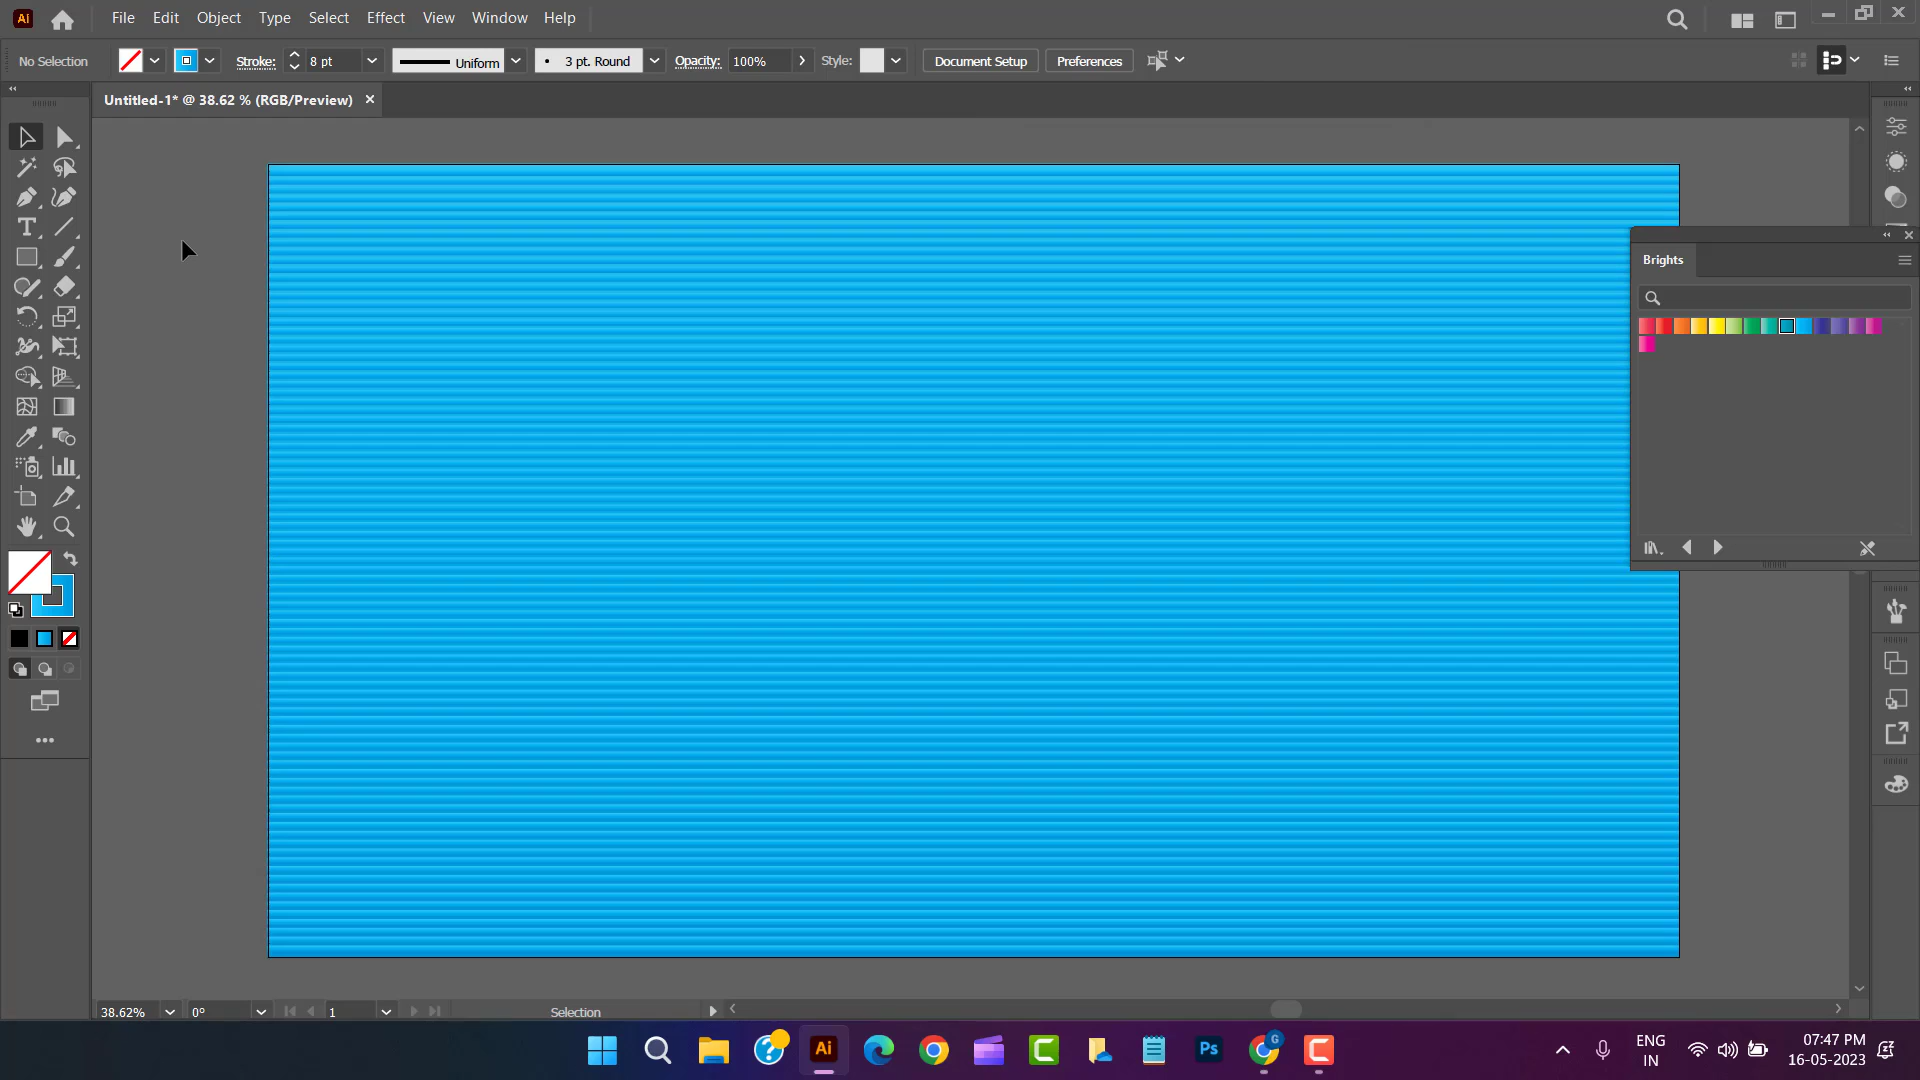 Ai File Edit Object Type Select Effect View Window Help
No Selection Stroke: 8 pt Uniform 3 pt. Round Opacity: 100% Style: Document Setup Preferences
Untitled-1* @ 38.62 % (RGB/Preview)
Brights
38.62% 0° 1 Selection
Ai Ps G ENG IN 07:47 PM 16-05-2023